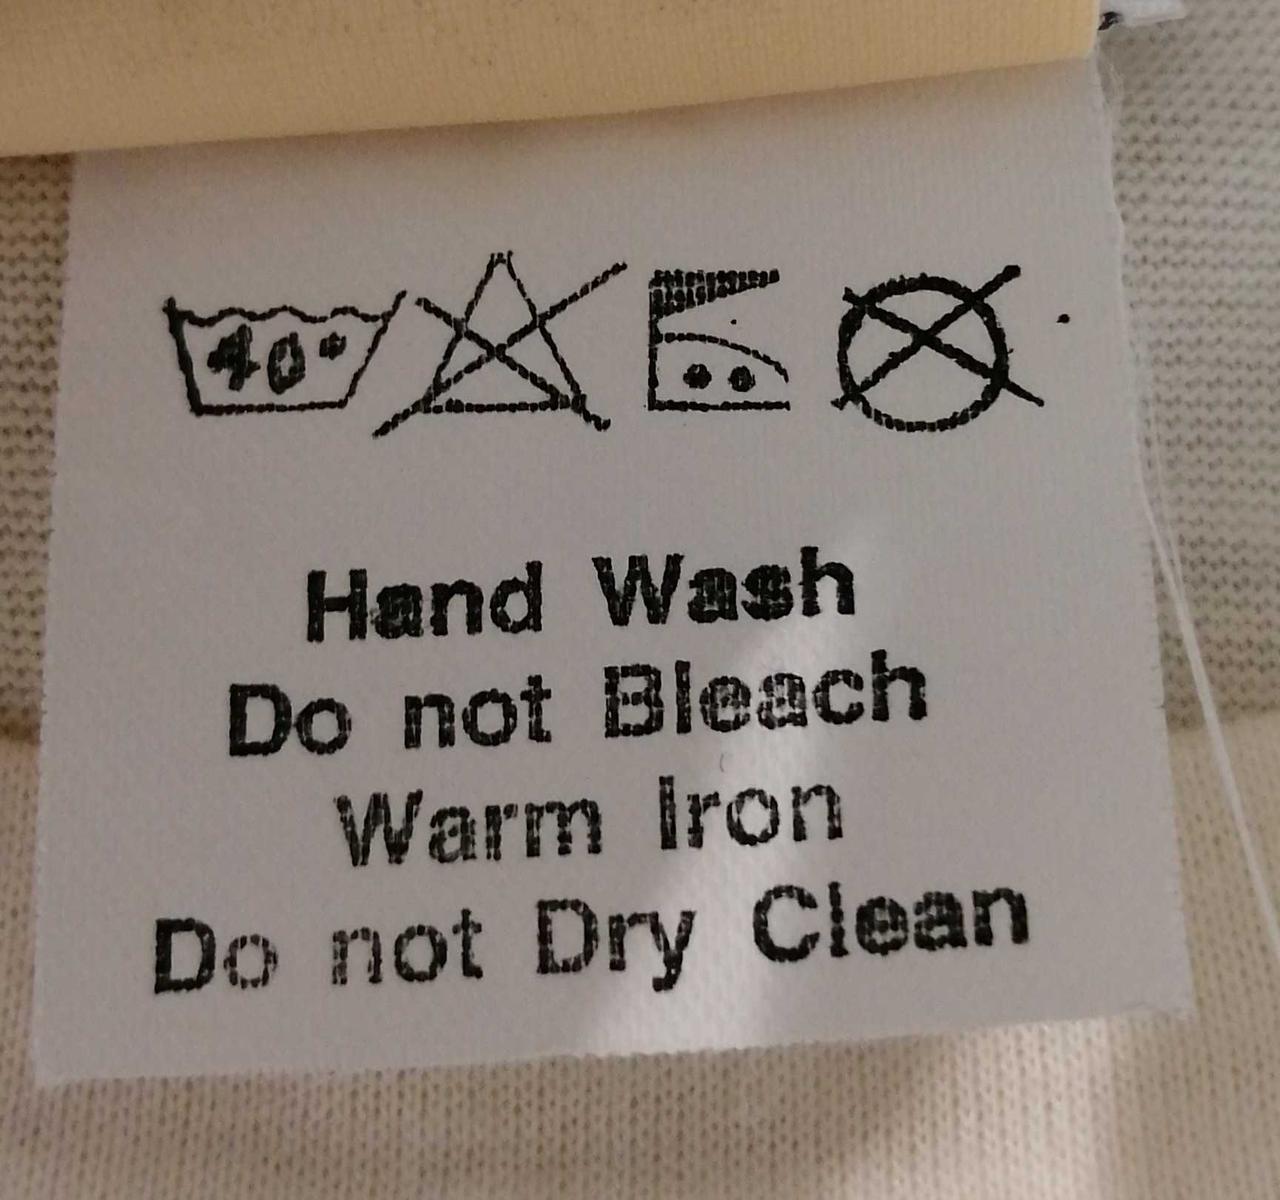 40°
Hand Wash
Do not Bleach
Warm Iron
Do not Dry Clean